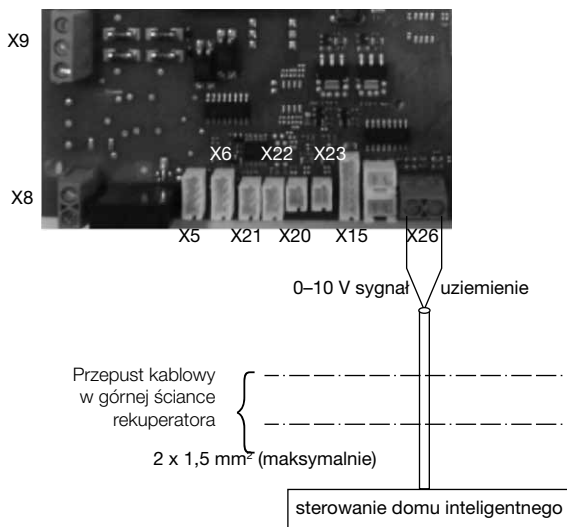 X9
X6
X22
X23
X8
X5
X21
X20
X15
X26
0–10 V sygnał
uziemienie
Przepust kablowy
w górnej ściance
rekuperatora
2 x 1,5 mm² (maksymalnie)
sterowanie domu inteligentnego